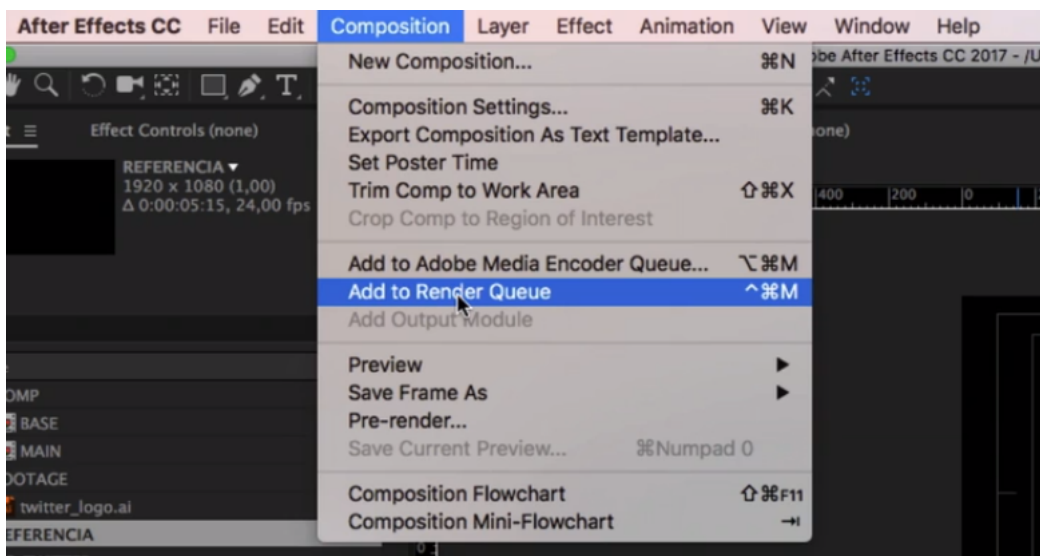 After Effects CC File Edit Composition Layer Effect Animation View Window Help
New Composition... ⌘N
obe After Effects CC 2017 - /U
Composition Settings... ⌘K
Effect Controls (none)
one)
Export Composition As Text Template...
REFERENCIA ▾
Set Poster Time
1920 x 1080 (1,00)
Trim Comp to Work Area ⇧⌘X
400 200 0
Δ 0:00:05:15, 24,00 fps
Crop Comp to Region of Interest
Add to Adobe Media Encoder Queue... ⌥⌘M
Add to Render Queue ^⌘M
Add Output Module
Preview ▶
Save Frame As ▶
OMP
BASE
Pre-render...
MAIN
Save Current Preview... ⌘Numpad 0
OOTAGE
Composition Flowchart ⇧⌘F11
twitter_logo.ai
Composition Mini-Flowchart →|
EFERENCIA